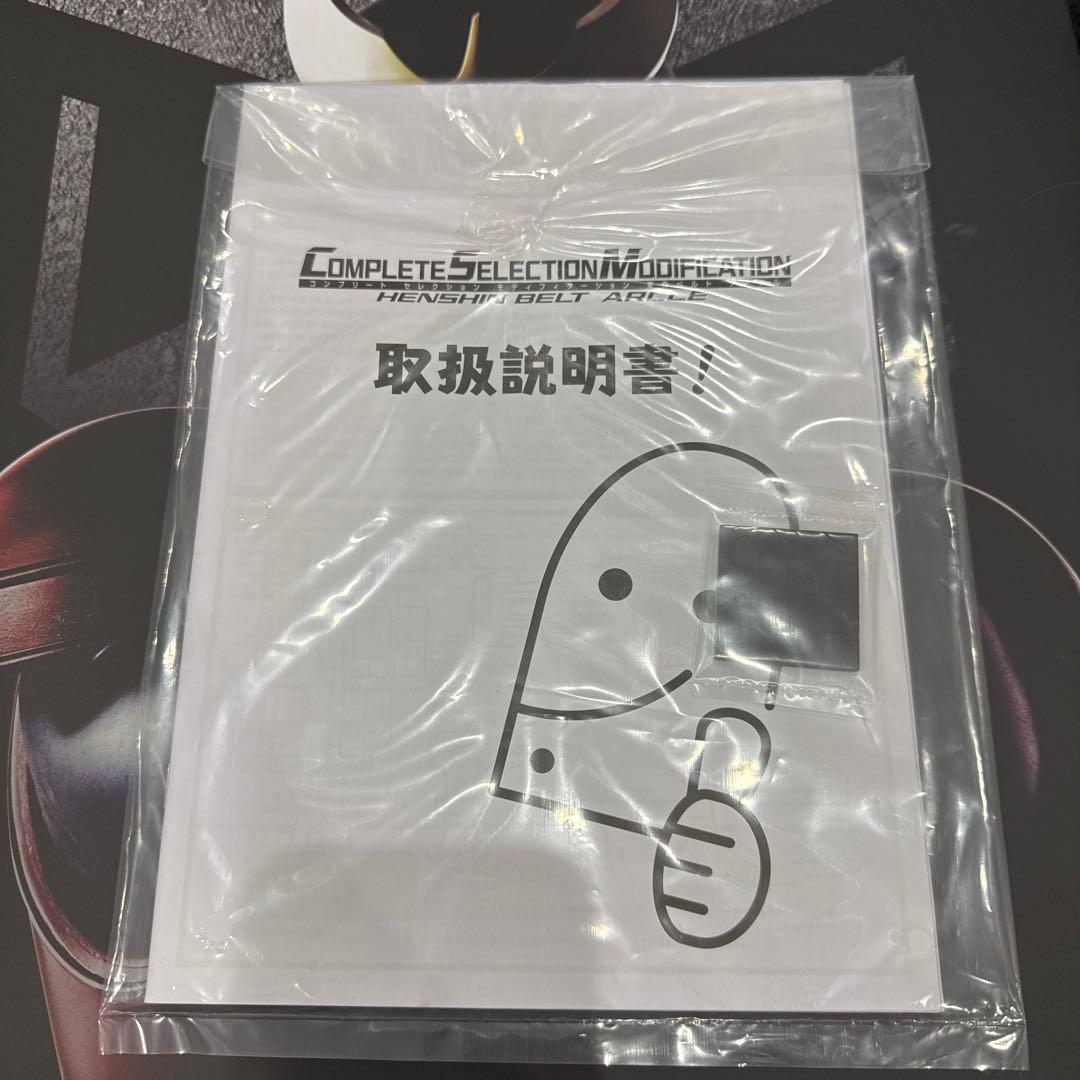 COMPLETE SELECTION MODIFICATION
コンプリート セレクション モディフィケーション
HENSHIN BELT ARCLE
取扱説明書!